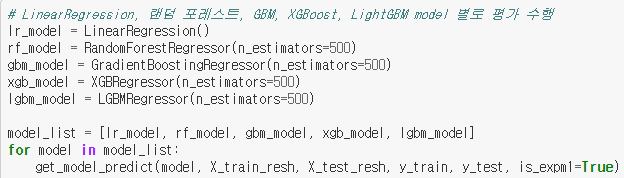 # LinearRegression, 랜덤 포레스트, GBM, XGBoost, LightGBM model 별로 평가 수행
lr_model = LinearRegression()
rf_model = RandomForestRegressor(n_estimators=500)
gbm_model = GradientBoostingRegressor(n_estimators=500)
xgb_model = XGBRegressor(n_estimators=500)
lgbm_model = LGBMRegressor(n_estimators=500)

model_list = [lr_model, rf_model, gbm_model, xgb_model, lgbm_model]
for model in model_list:
    get_model_predict(model, X_train_resh, X_test_resh, y_train, y_test, is_expm1=True)